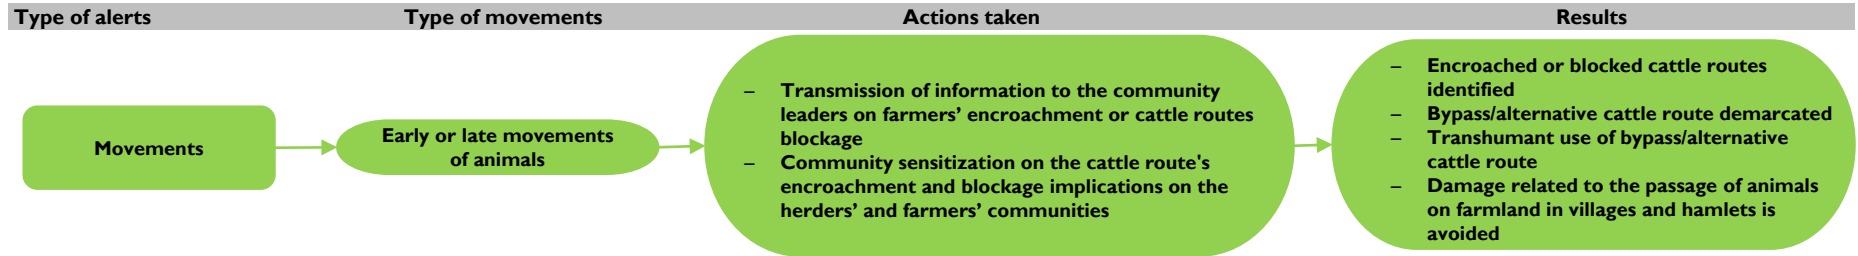 Type of alerts
Type of movements
Actions taken
Results
Movements
Early or late movements
of animals
– Transmission of information to the community
leaders on farmers’ encroachment or cattle routes
blockage
– Community sensitization on the cattle route's
encroachment and blockage implications on the
herders’ and farmers’ communities
– Encroached or blocked cattle routes
identified
– Bypass/alternative cattle route demarcated
– Transhumant use of bypass/alternative
cattle route
– Damage related to the passage of animals
on farmland in villages and hamlets is
avoided